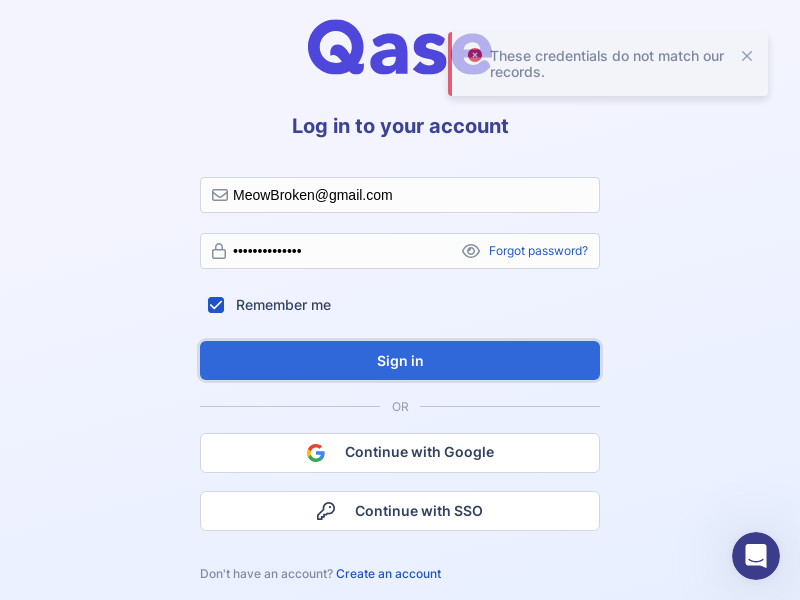 Qase
These credentials do not match our
records.
Log in to your account
MeowBroken@gmail.com
••••••••••••••
Forgot password?
Remember me
Sign in
OR
Continue with Google
Continue with SSO
Don't have an account? Create an account